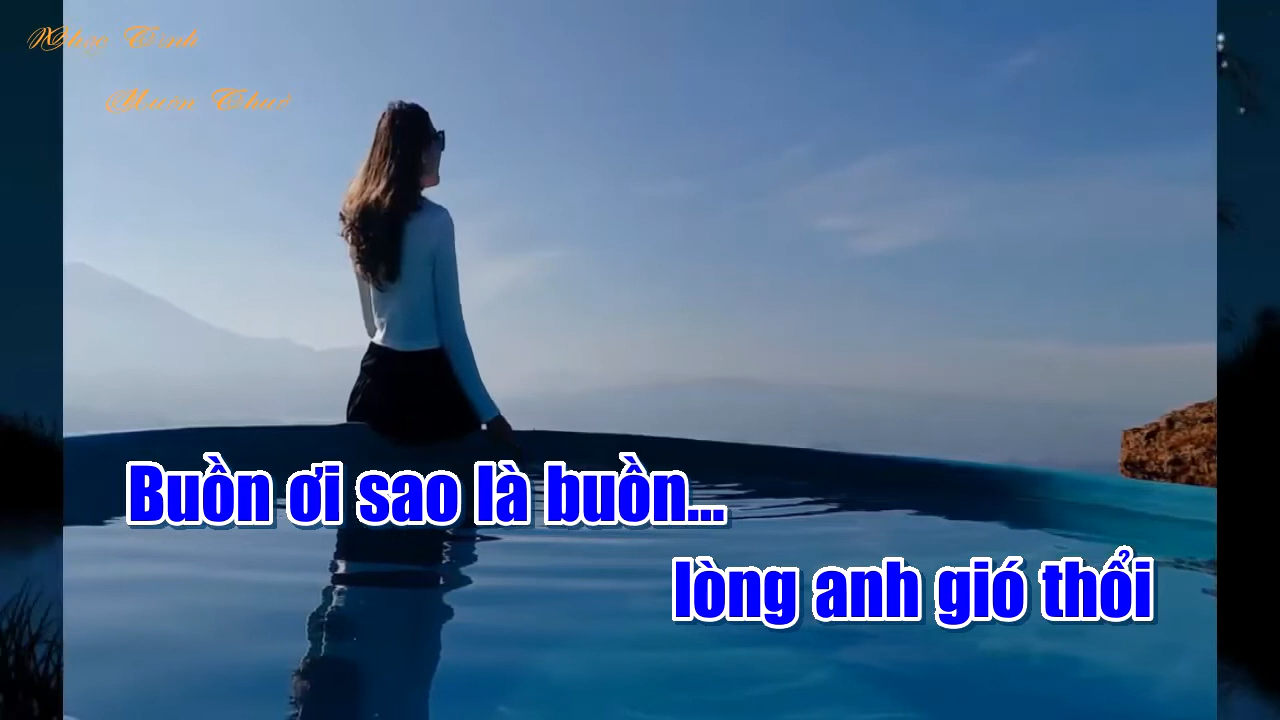 Buồn ơi sao là buồn...
lòng anh gió thổi